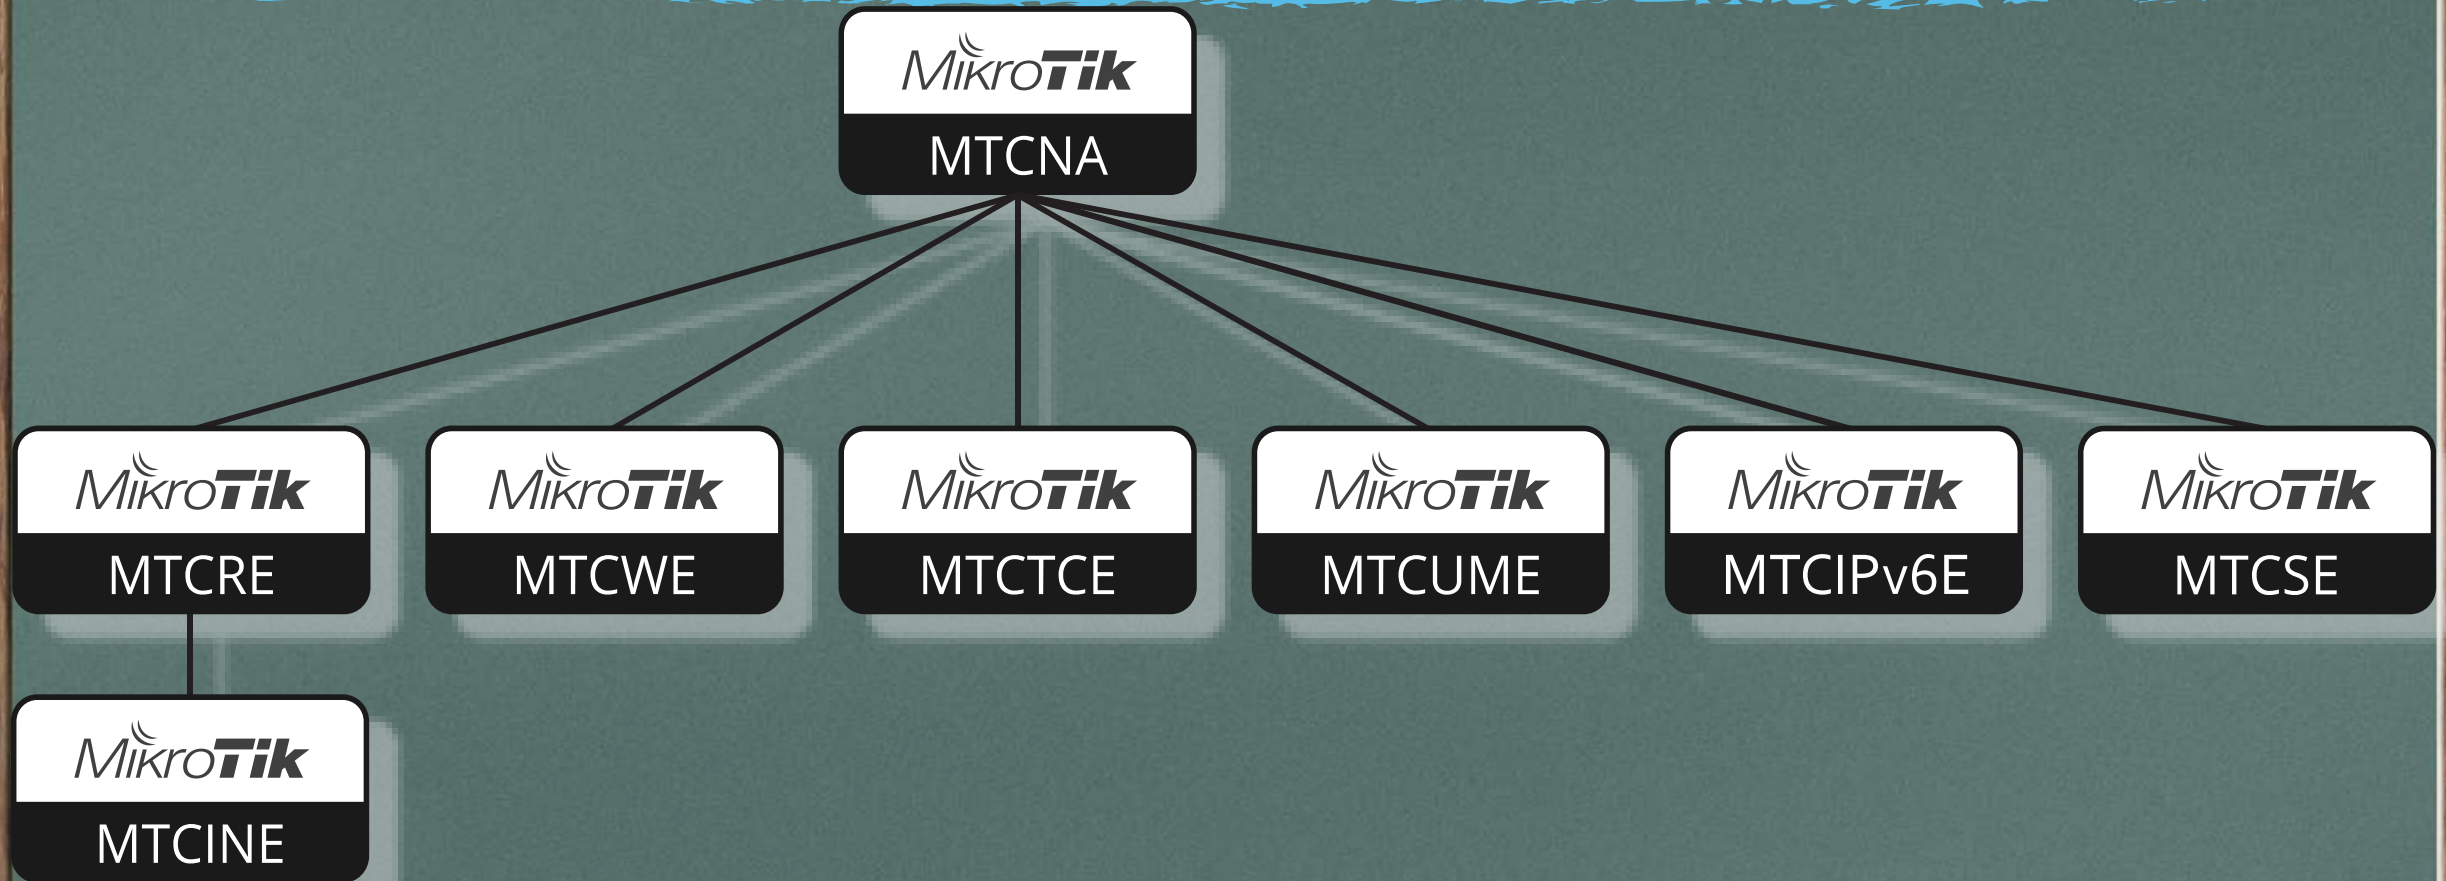 MikroTik
MTCNA
MikroTik
MTCRE
MikroTik
MTCWE
MikroTik
MTCTCE
MikroTik
MTCUME
MikroTik
MTCIPv6E
MikroTik
MTCSE
MikroTik
MTCINE